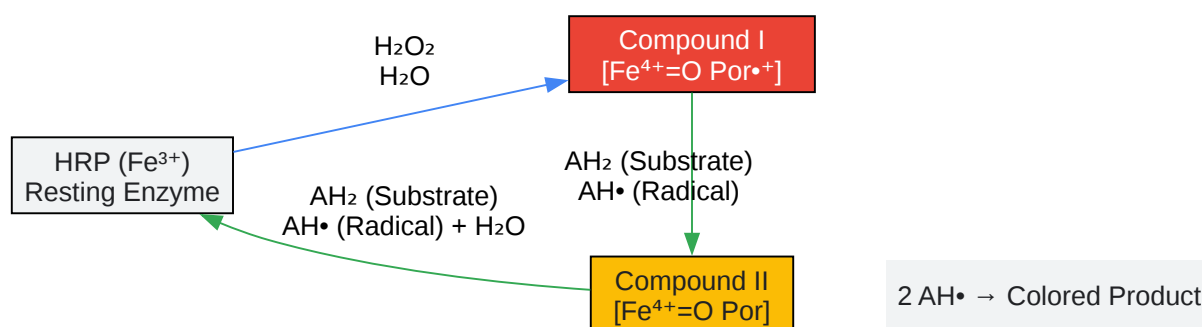 H₂O₂
H₂O
Compound I
[Fe⁴⁺=O Por•⁺]
HRP (Fe³⁺)
Resting Enzyme
AH₂ (Substrate)
AH• (Radical)
AH₂ (Substrate)
AH• (Radical) + H₂O
Compound II
[Fe⁴⁺=O Por]
2 AH• → Colored Product